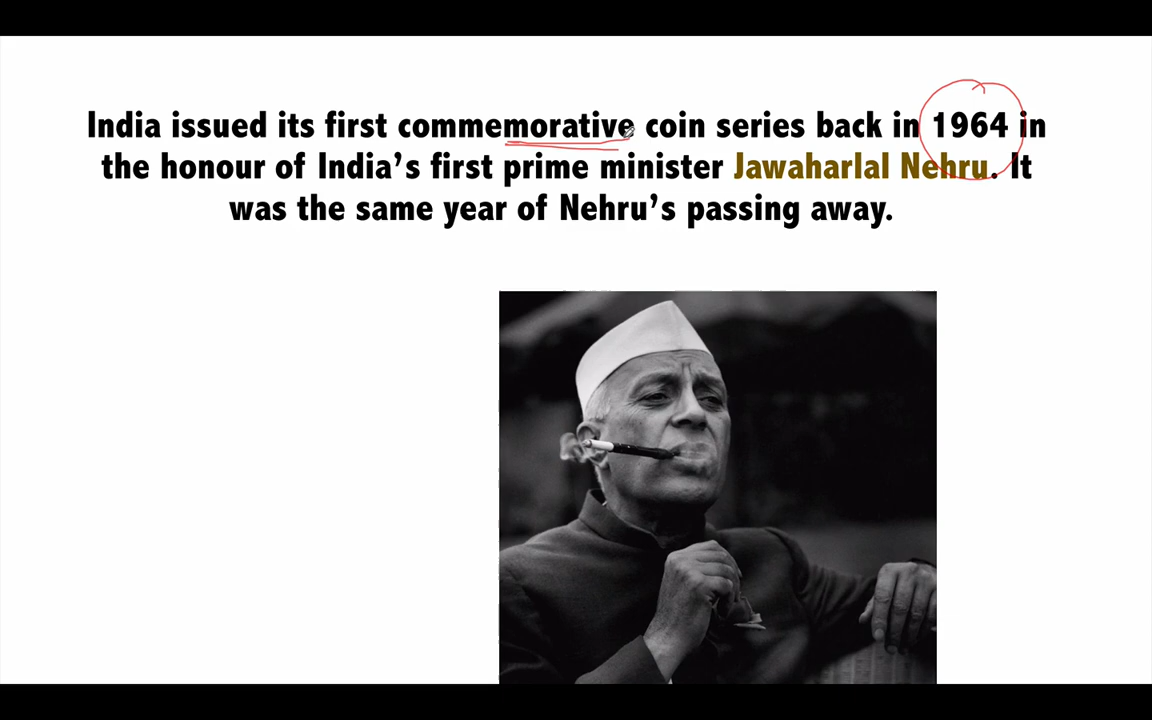 India issued its first commemorative coin series back in 1964 in
the honour of India’s first prime minister Jawaharlal Nehru. It
was the same year of Nehru’s passing away.